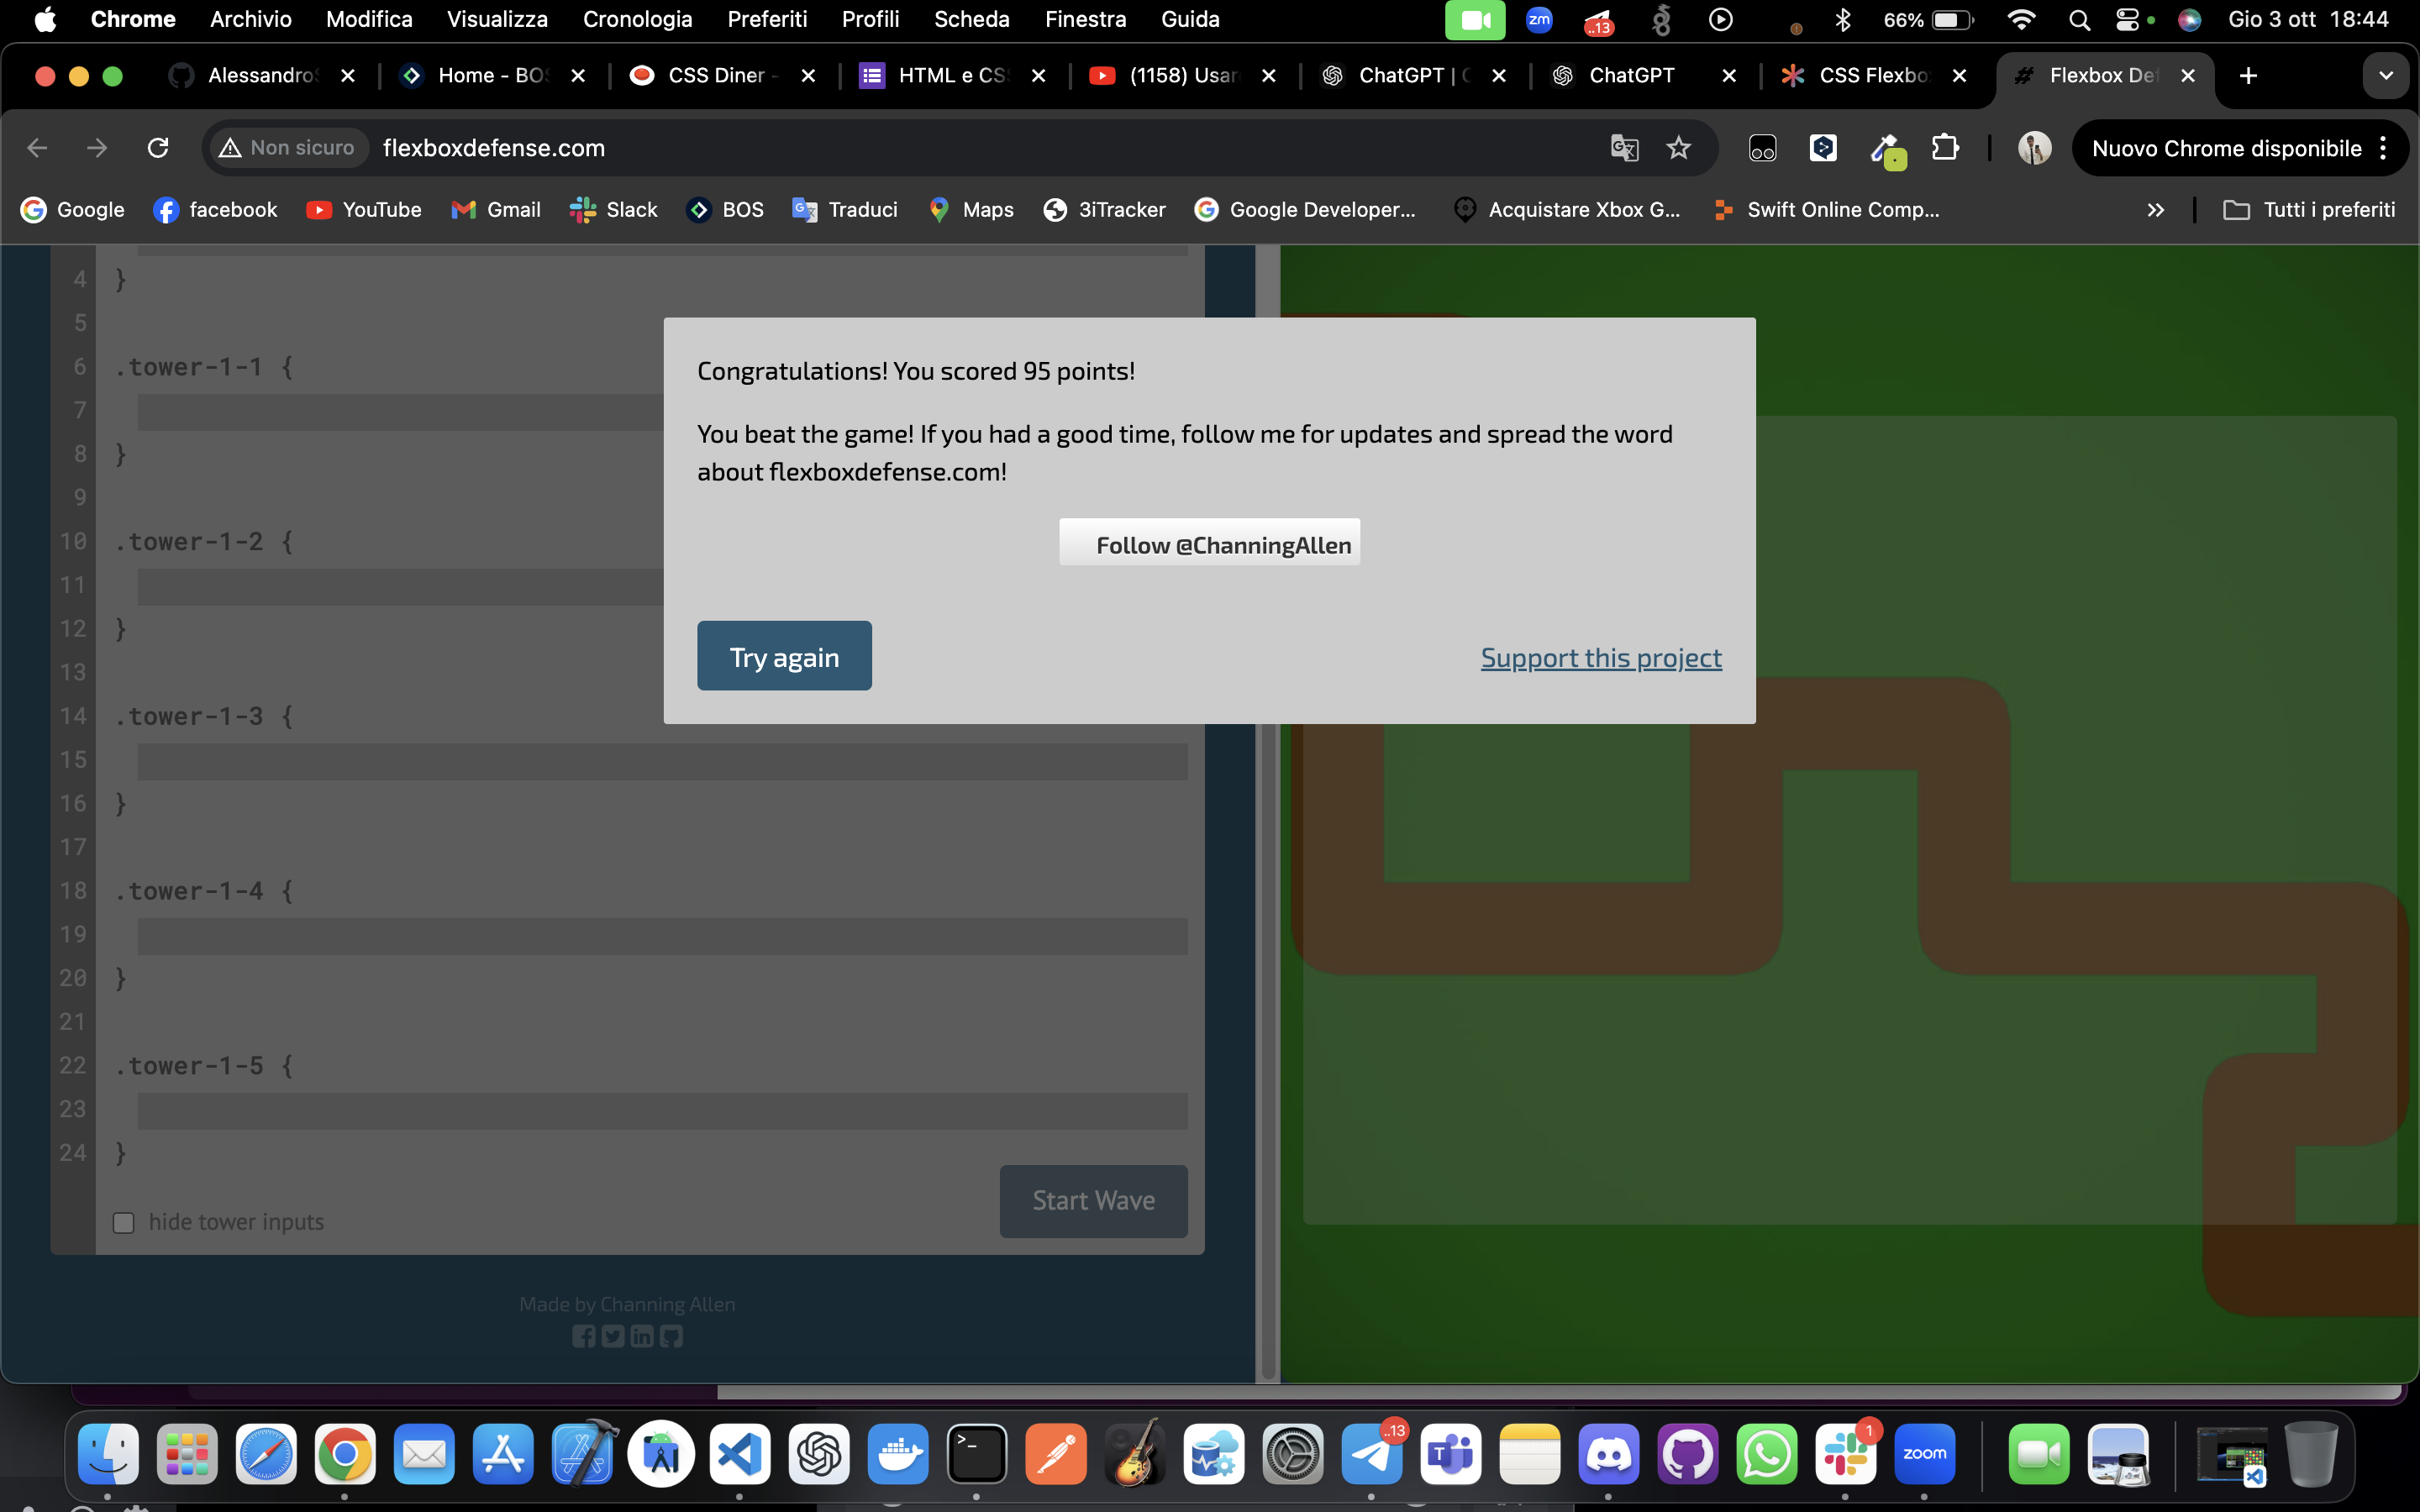 Chrome Archivio Modifica Visualizza Cronologia Preferiti Profili Scheda Finestra Guida zm ..13 66% Gio 3 ott 18:44
AlessandroS Home - BOS CSS Diner - HTML e CSS (1158) Usar ChatGPT | C ChatGPT CSS Flexbo Flexbox Def
Non sicuro flexboxdefense.com Nuovo Chrome disponibile
Google facebook YouTube Gmail Slack BOS Traduci Maps 3iTracker Google Developer... Acquistare Xbox G... Swift Online Comp... Tutti i preferiti
4 }
5
6 .tower-1-1 {
7
8 }
9
10 .tower-1-2 {
11
12 }
13
14 .tower-1-3 {
15
16 }
17
18 .tower-1-4 {
19
20 }
21
22 .tower-1-5 {
23
24 }
hide tower inputs
Start Wave
Made by Channing Allen
Congratulations! You scored 95 points!
You beat the game! If you had a good time, follow me for updates and spread the word
about flexboxdefense.com!
Follow @ChanningAllen
Try again
Support this project
..13
1
zoom